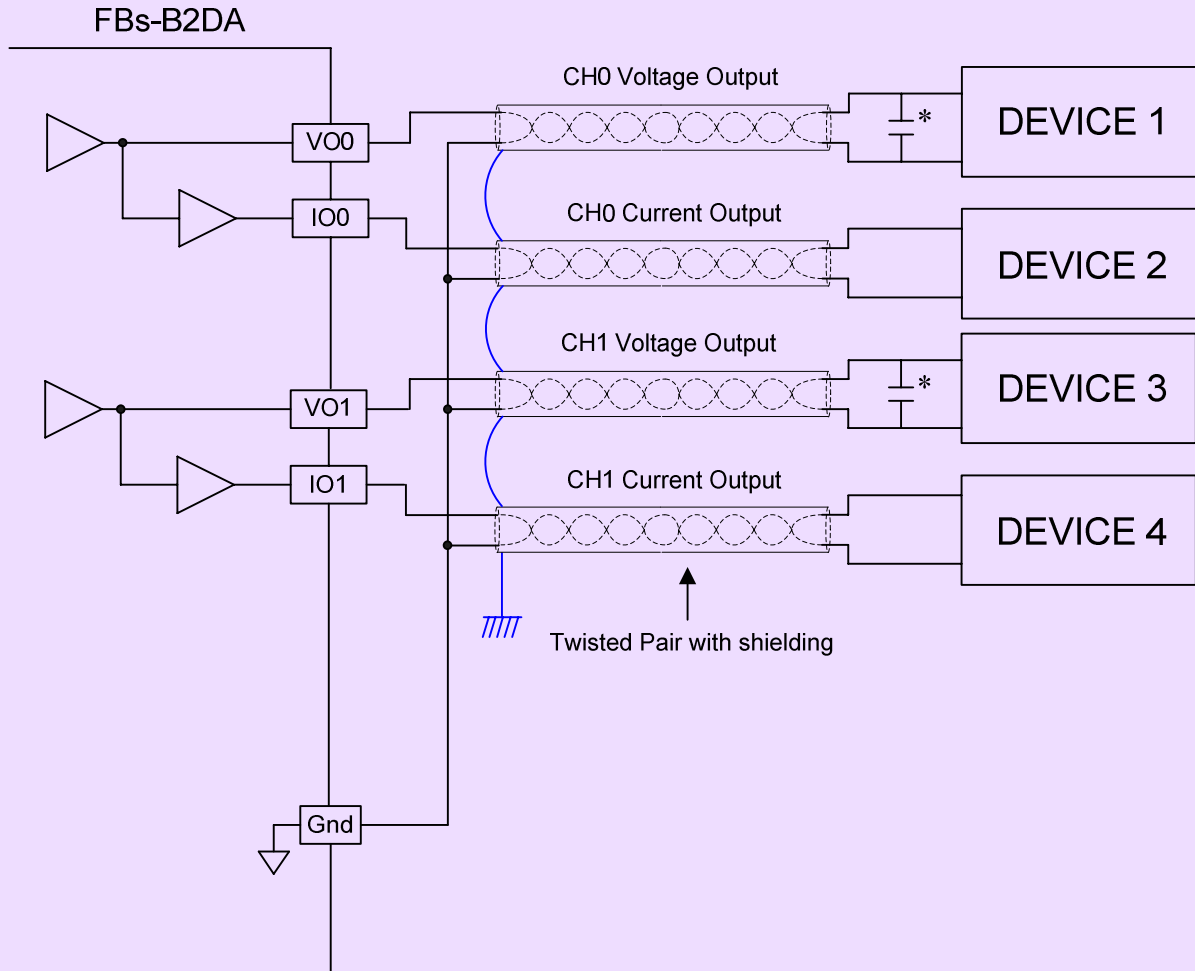 FBs-B2DA
CH0 Voltage Output
VO0
*
DEVICE 1
CH0 Current Output
IO0
DEVICE 2
CH1 Voltage Output
VO1
*
DEVICE 3
CH1 Current Output
IO1
DEVICE 4
Twisted Pair with shielding
Gnd